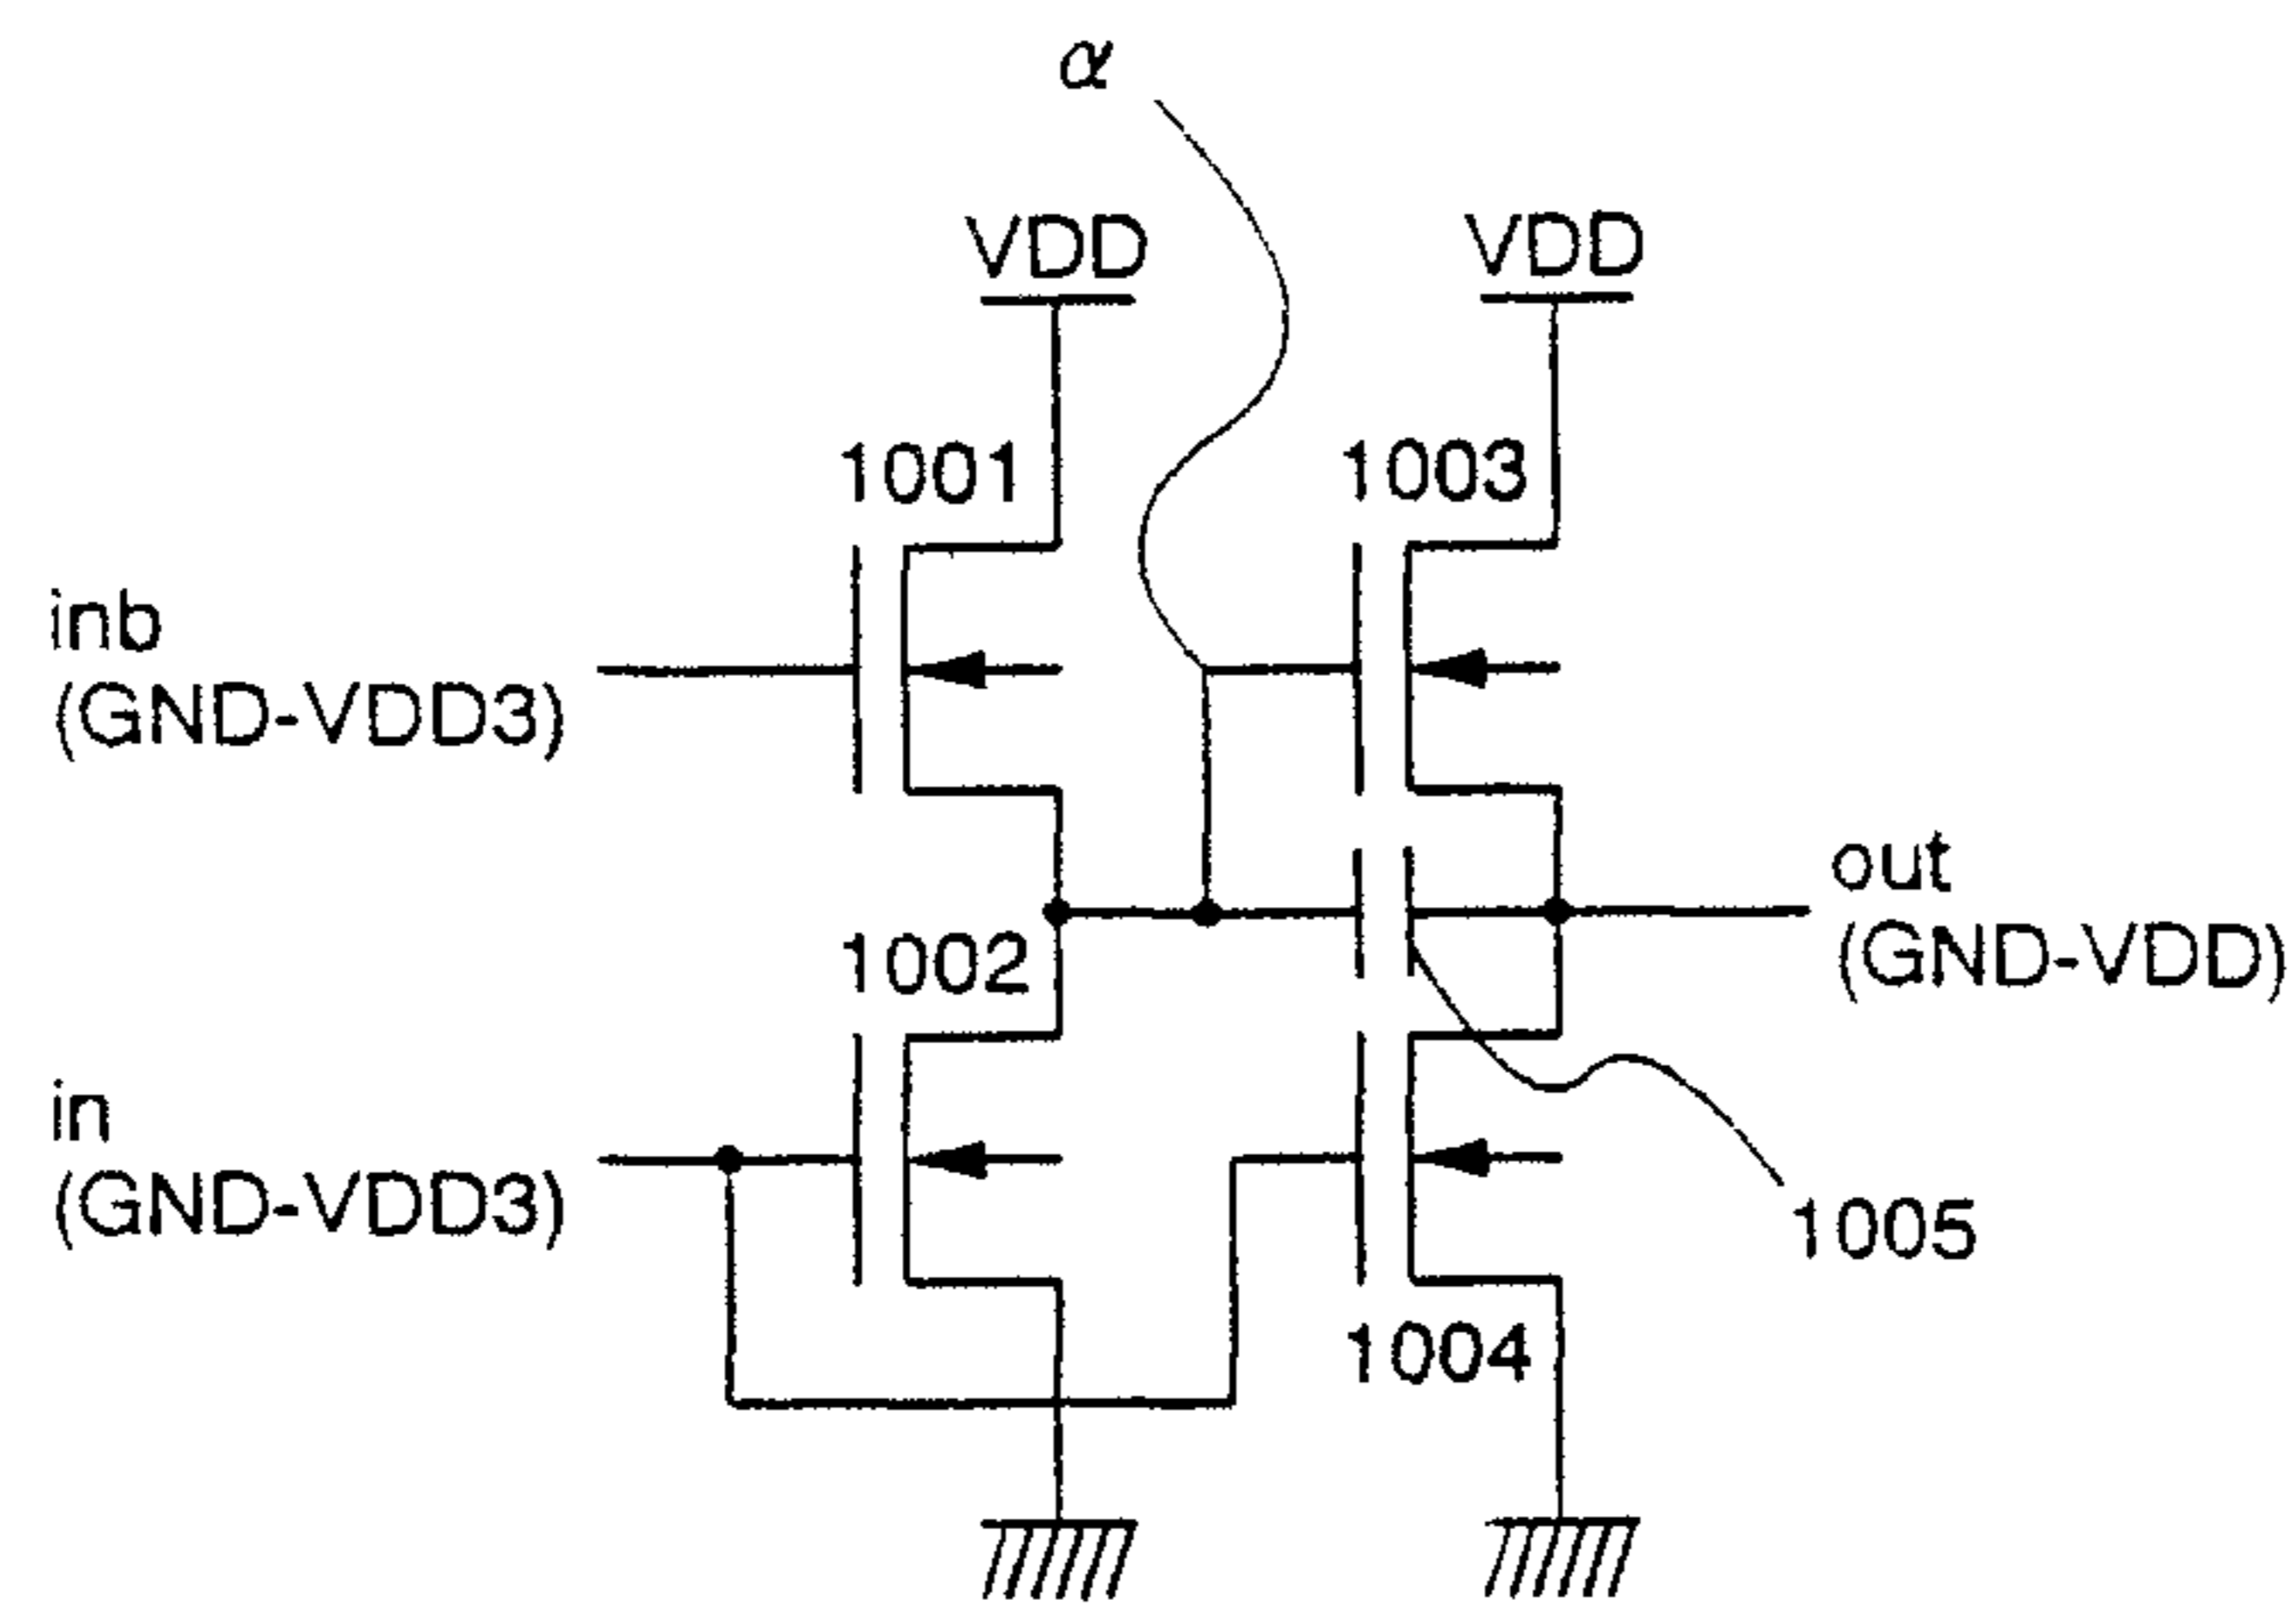 α
VDD
VDD
1001
1003
inb
(GND-VDD3)
out
(GND-VDD)
1002
in
(GND-VDD3)
1005
1004